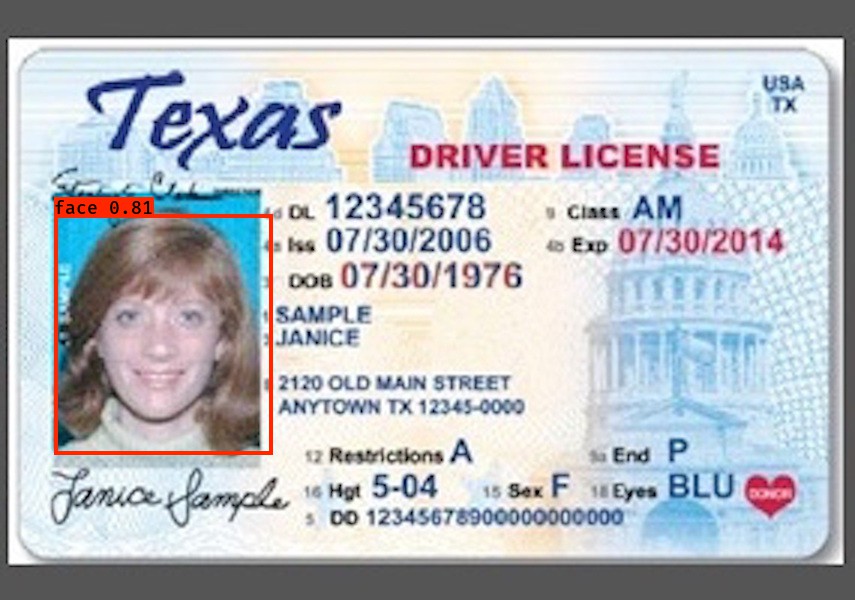 Texas
USA
TX
DRIVER LICENSE
face 0.81
4d DL 12345678
9 Class AM
4a Iss 07/30/2006
4b Exp 07/30/2014
3 DOB 07/30/1976
1 SAMPLE
2 JANICE
8 2120 OLD MAIN STREET
ANYTOWN TX 12345-0000
12 Restrictions A
9a End P
16 Hgt 5-04
15 Sex F
18 Eyes BLU
DONOR
5 DD 12345678900000000000
Janice Sample